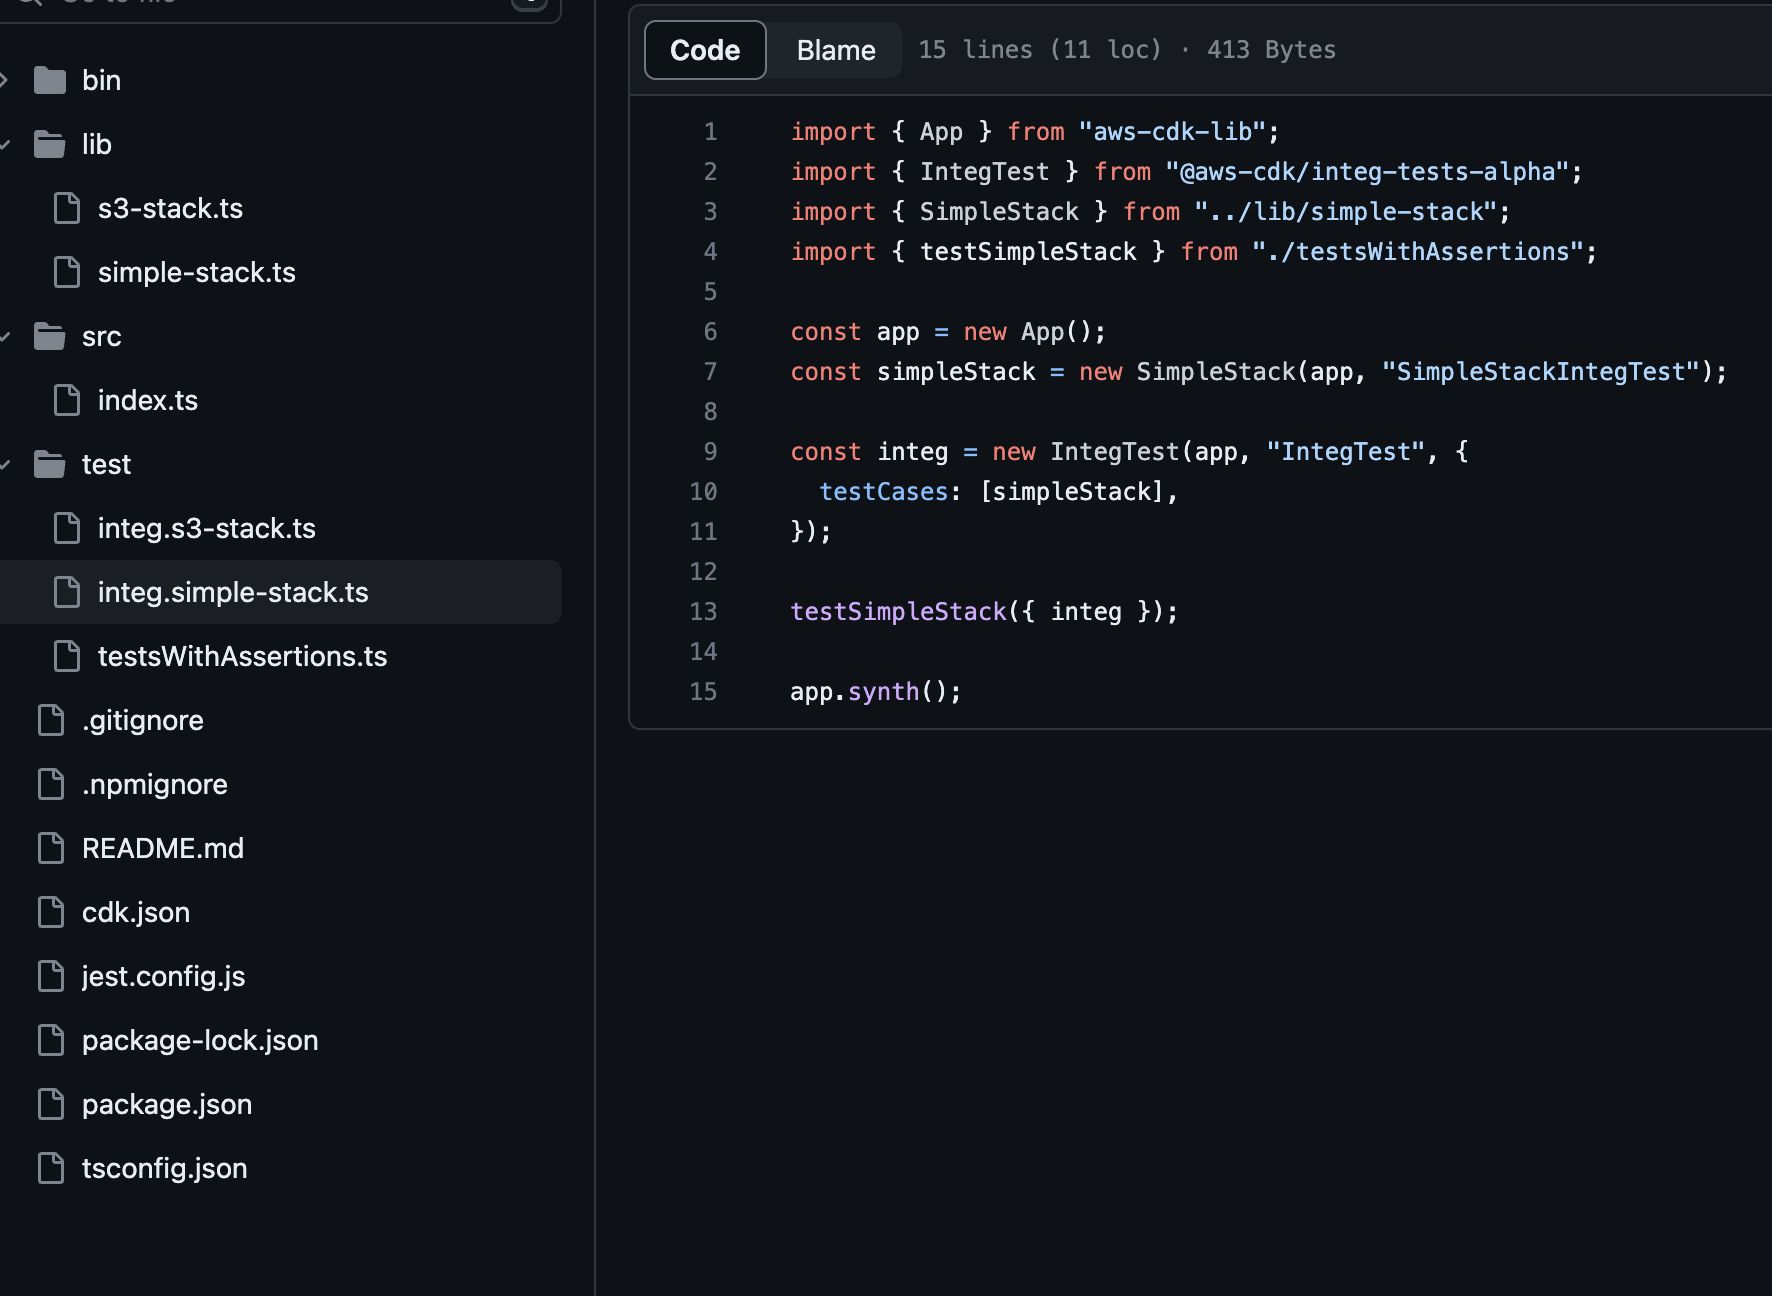 bin
lib
s3-stack.ts
simple-stack.ts
src
index.ts
test
integ.s3-stack.ts
integ.simple-stack.ts
testsWithAssertions.ts
.gitignore
.npmignore
README.md
cdk.json
jest.config.js
package-lock.json
package.json
tsconfig.json
Code Blame 15 lines (11 loc) · 413 Bytes
1 import { App } from "aws-cdk-lib";
2 import { IntegTest } from "@aws-cdk/integ-tests-alpha";
3 import { SimpleStack } from "../lib/simple-stack";
4 import { testSimpleStack } from "./testsWithAssertions";
5
6 const app = new App();
7 const simpleStack = new SimpleStack(app, "SimpleStackIntegTest");
8
9 const integ = new IntegTest(app, "IntegTest", {
10   testCases: [simpleStack],
11 });
12
13 testSimpleStack({ integ });
14
15 app.synth();